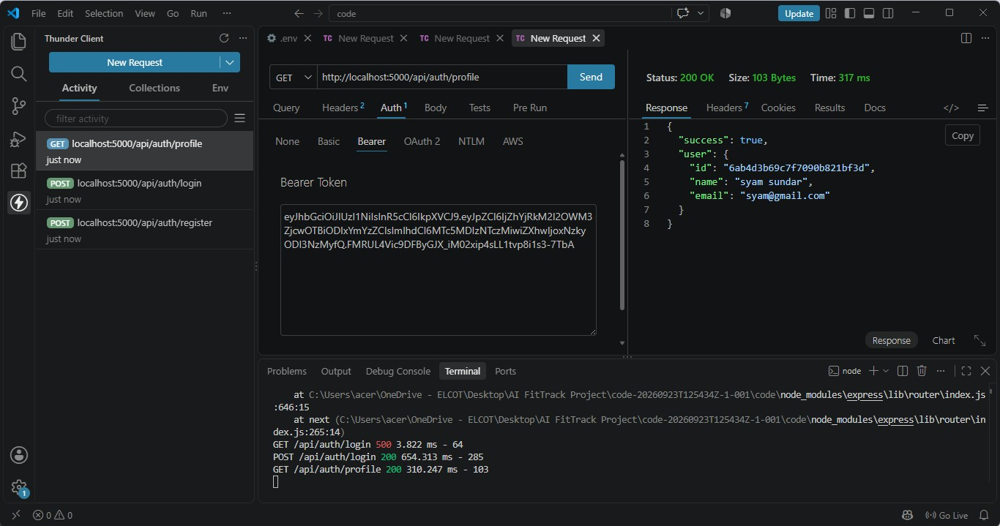 File Edit Selection View Go Run ···
code
Update
Thunder Client
New Request
Activity Collections Env
filter activity
GET localhost:5000/api/auth/profile
just now
POST localhost:5000/api/auth/login
just now
POST localhost:5000/api/auth/register
just now
.env TC New Request TC New Request TC New Request
GET http://localhost:5000/api/auth/profile Send
Query Headers 2 Auth 1 Body Tests Pre Run
None Basic Bearer OAuth 2 NTLM AWS
Bearer Token
eyJhbGciOiJIUzI1NiIsInR5cCI6IkpXVCJ9.eyJpZCI6IjZhYjRkM2I2OWM3
ZjcwOTBiODIxYmYzZCIsImlhdCI6MTc5MDIzNTczMiwiZXhwIjoxNzky
ODI3NzMyfQ.FMRUL4Vic9DFByGJX_iM02xip4sLL1tvp8i1s3-7TbA
Status: 200 OK Size: 103 Bytes Time: 317 ms
Response Headers 7 Cookies Results Docs </>
Copy
1 {
2 "success": true,
3 "user": {
4 "id": "6ab4d3b69c7f7090b821bf3d",
5 "name": "syam sundar",
6 "email": "syam@gmail.com"
7 }
8 }
Response Chart
Problems Output Debug Console Terminal Ports
node
at C:\Users\acer\OneDrive - ELCOT\Desktop\AI FitTrack Project\code-20260923T125434Z-1-001\code\node_modules\express\lib\router\index.js
:646:15
at next (C:\Users\acer\OneDrive - ELCOT\Desktop\AI FitTrack Project\code-20260923T125434Z-1-001\code\node_modules\express\lib\router\in
dex.js:265:14)
GET /api/auth/login 500 3.822 ms - 64
POST /api/auth/login 200 654.313 ms - 285
GET /api/auth/profile 200 310.247 ms - 103
1
0 0
Go Live